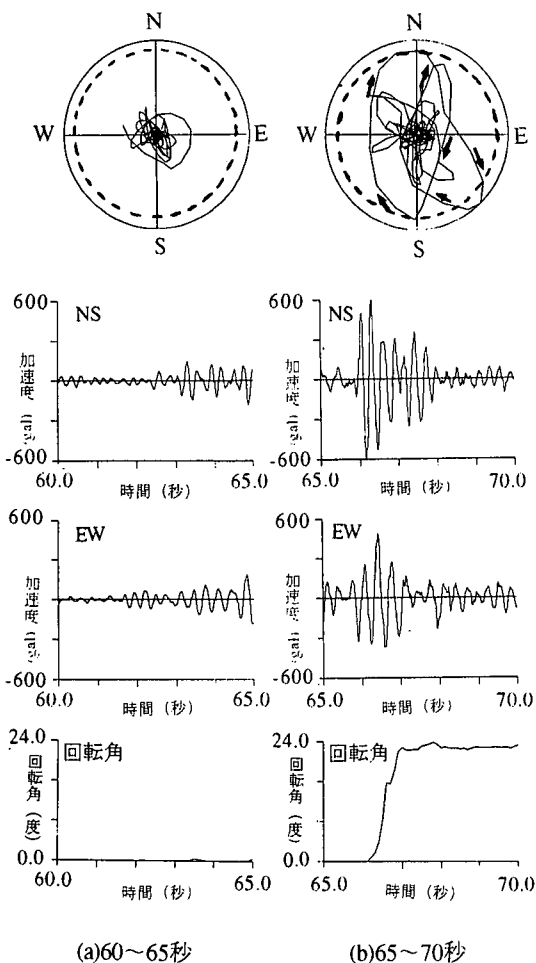 N N
W E W E
S S
600 NS 600
加速度 (gal) 加速度 (gal)
-600 -600
60.0 65.0 65.0 70.0
時間 (秒) 時間 (秒)
600 EW 600 EW
加速度 (gal) 加速度 (gal)
-600 -600
60.0 65.0 65.0 70.0
時間 (秒) 時間 (秒)
24.0 回転角 24.0 回転角
回転角 (度) 回転角 (度)
0.0 0.0
60.0 65.0 65.0 70.0
時間 (秒) 時間 (秒)
(a)60～65秒 (b)65～70秒